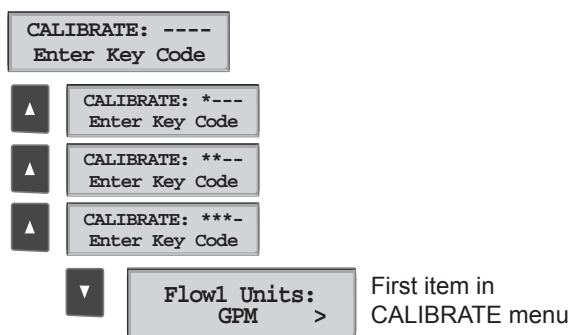 CALIBRATE: ----
Enter Key Code
CALIBRATE: *---
Enter Key Code
CALIBRATE: **--
Enter Key Code
CALIBRATE: ***-
Enter Key Code
Flow1 Units:
GPM >
First item in
CALIBRATE menu